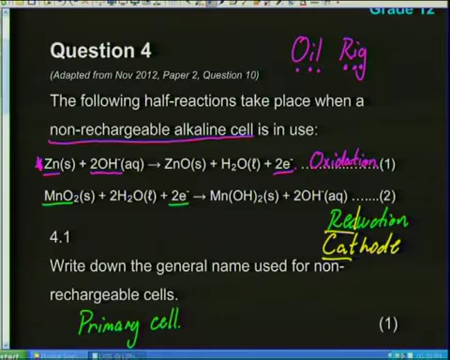 Grade 12
Question 4
Oil Rig
(Adapted from Nov 2012, Paper 2, Question 10)
The following half-reactions take place when a
non-rechargeable alkaline cell is in use:
Zn(s) + 2OH⁻(aq) → ZnO(s) + H₂O(ℓ) + 2e⁻ ... Oxidation ...(1)
MnO₂(s) + 2H₂O(ℓ) + 2e⁻ → Mn(OH)₂(s) + 2OH⁻(aq).......(2)
Reduction
Cathode
4.1
Write down the general name used for non-
rechargeable cells.
Primary cell.
(1)
start